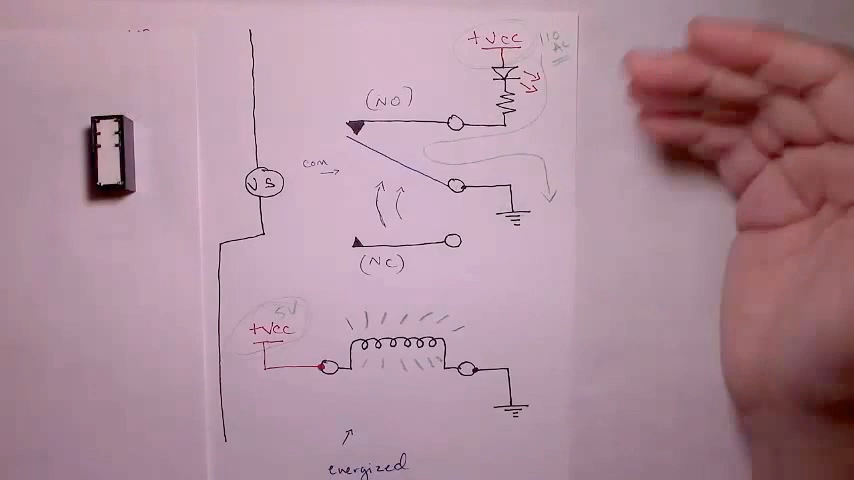 +Vcc
110
AC
(NO)
com
VS
(NC)
5V
+Vcc
energized